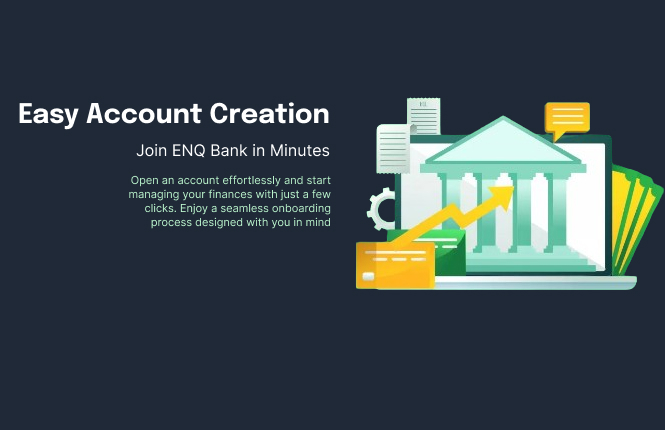 Easy Account Creation
Join ENQ Bank in Minutes
Open an account effortlessly and start
managing your finances with just a few
clicks. Enjoy a seamless onboarding
process designed with you in mind